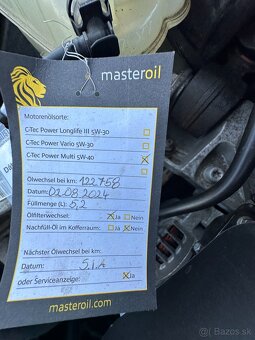 masteroil
Motorenölsorte:
C-Tec Power Longlife III 5W-30
C-Tec Power Vario 5W-30
C-Tec Power Multi 5W-40
Ölwechsel bei km: 122758
Datum: 02.08.2024
Füllmenge (L): 5,2
Ölfilterwechsel: Ja Nein
Nachfüll-Öl im Kofferraum: Ja Nein
Nächster Ölwechsel bei km:
Datum: S.I.A
oder Serviceanzeige: Ja
masteroil.com
© Bazos.sk